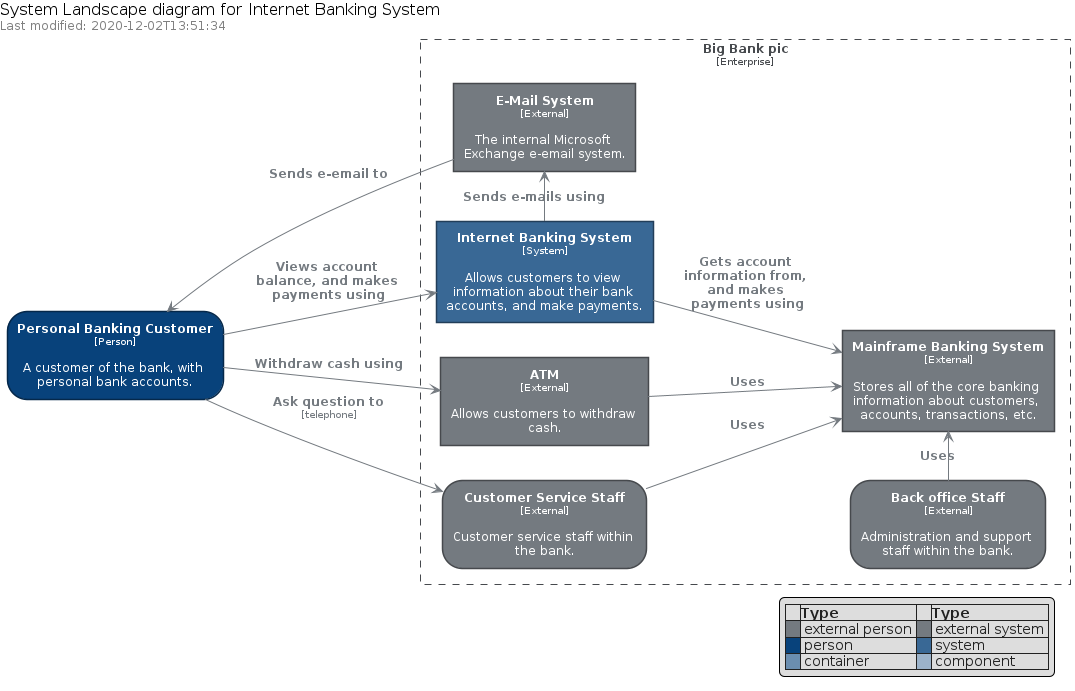 System Landscape diagram for Internet Banking System
Last modified: 2020-12-02T13:51:34
Big Bank pic
[Enterprise]
E-Mail System
[External]
The internal Microsoft
Exchange e-email system.
Sends e-email to
Sends e-mails using
Internet Banking System
[System]
Allows customers to view
information about their bank
accounts, and make payments.
Views account
balance, and makes
payments using
Gets account
information from,
and makes
payments using
Personal Banking Customer
[Person]
A customer of the bank, with
personal bank accounts.
Mainframe Banking System
[External]
Stores all of the core banking
information about customers,
accounts, transactions, etc.
Withdraw cash using
ATM
[External]
Allows customers to withdraw
cash.
Uses
Ask question to
[telephone]
Uses
Uses
Customer Service Staff
[External]
Customer service staff within
the bank.
Back office Staff
[External]
Administration and support
staff within the bank.
Type Type
external person external system
person system
container component